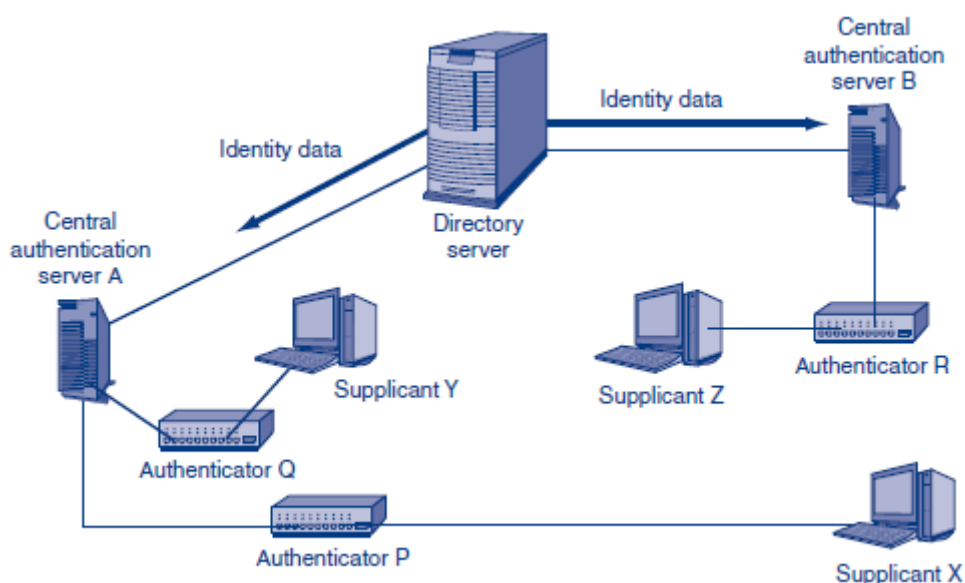 Central
authentication
server B
Identity data
Identity data
Directory
server
Central
authentication
server A
Supplicant Y
Supplicant Z
Authenticator R
Authenticator Q
Authenticator P
Supplicant X